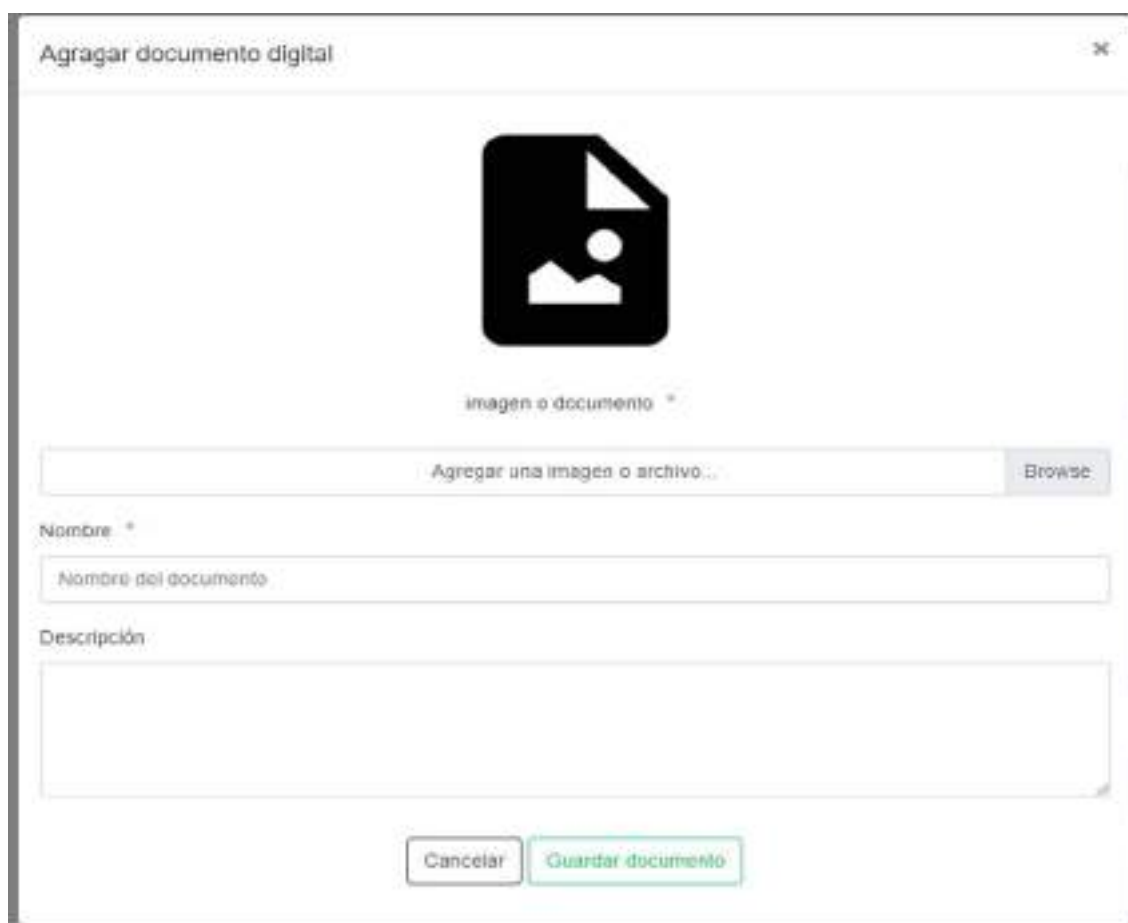 Agragar documento digital
imagen o documento *
Agregar una imagen o archivo... Browse
Nombre *
Nombre del documento
Descripción
Cancelar Guardar documento